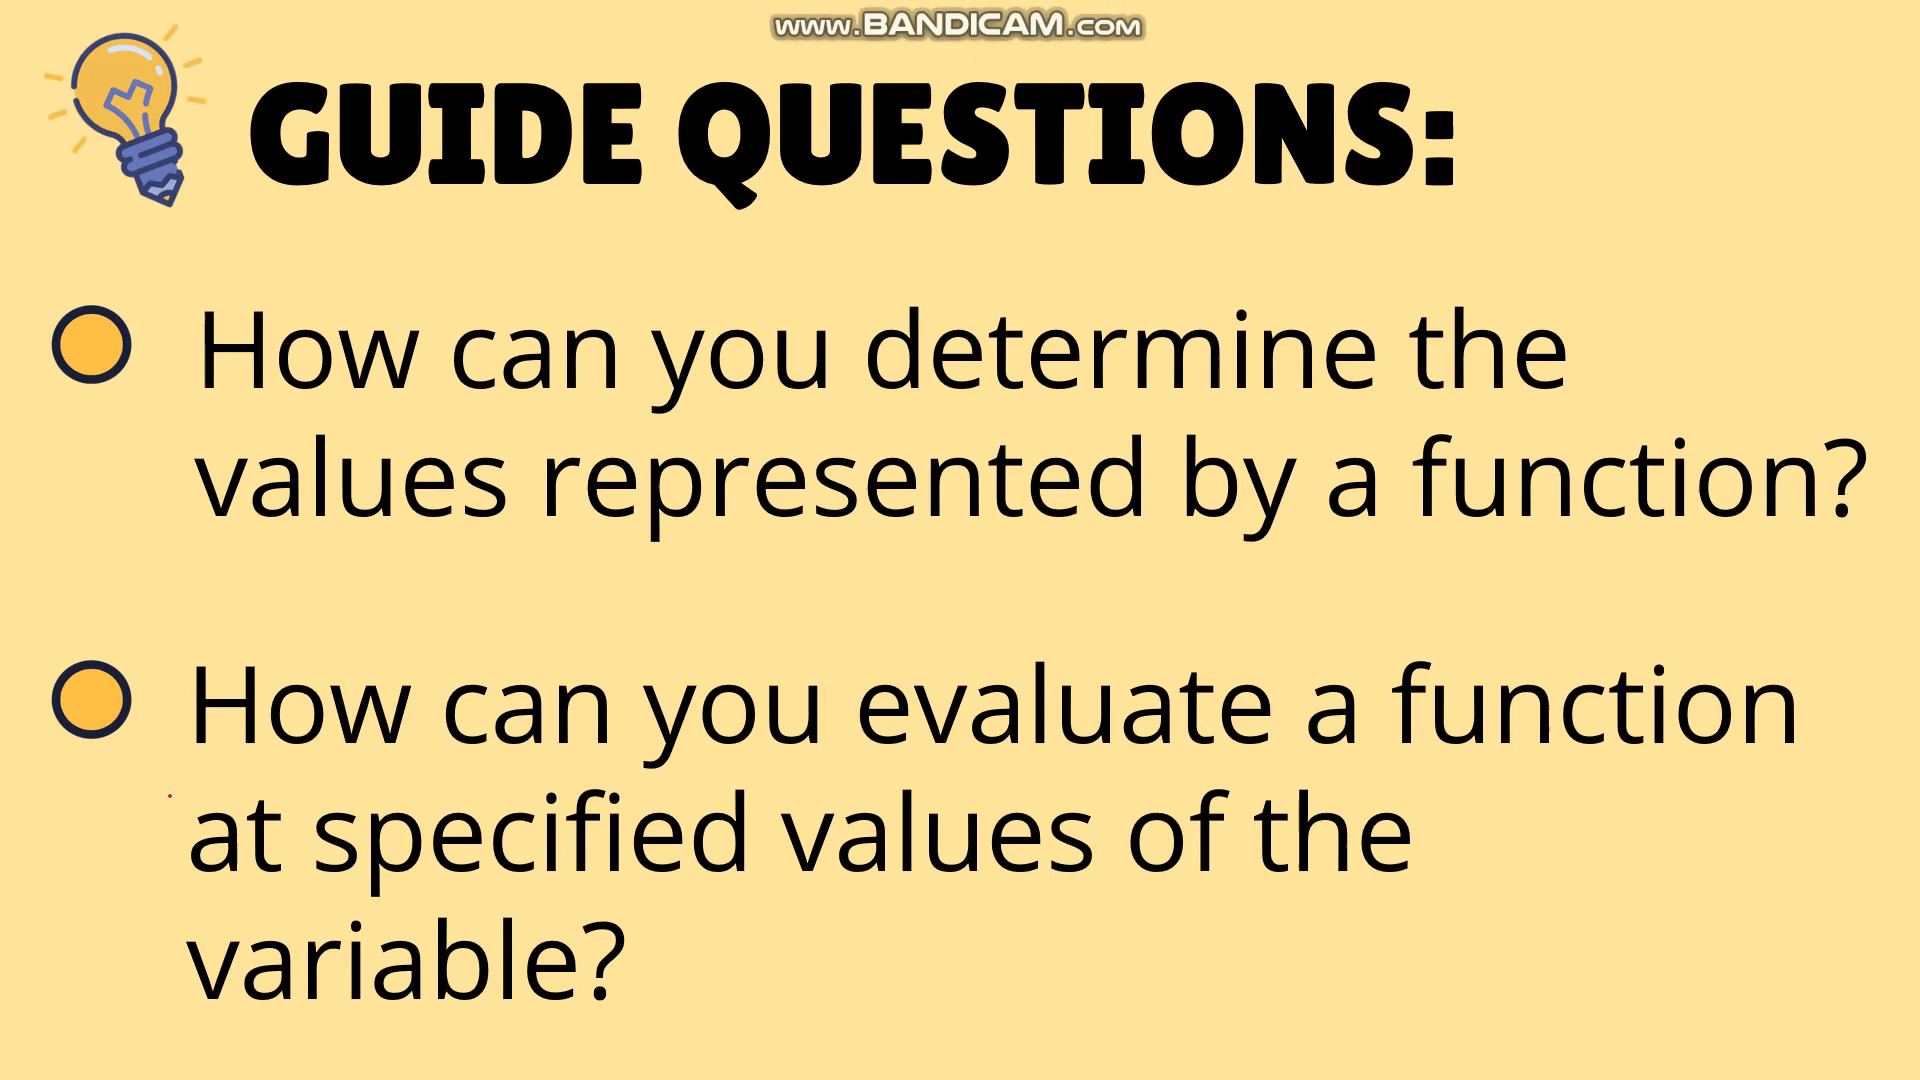 www.BANDICAM.com
GUIDE QUESTIONS:
How can you determine the
values represented by a function?
How can you evaluate a function
at specified values of the
variable?